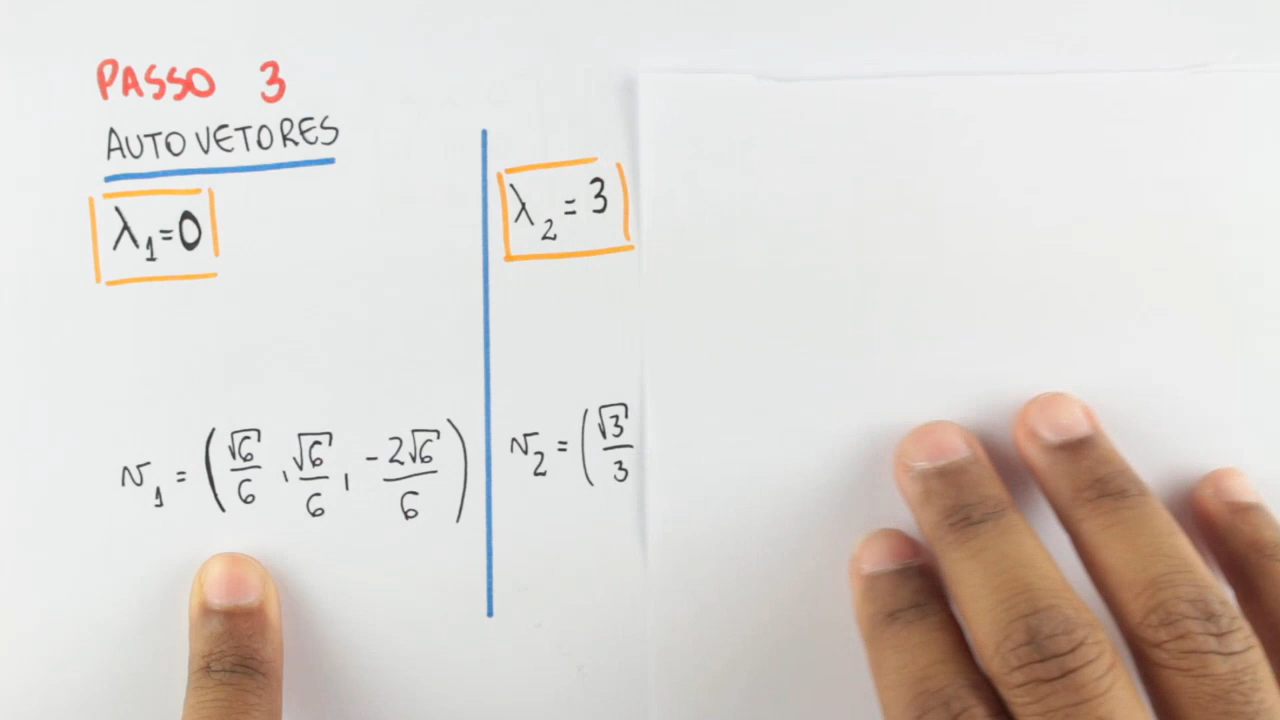 PASSO 3
AUTOVETORES
λ₁=0
v₁ = (√6/6, √6/6, -2√6/6)
λ₂ = 3
v₂ = (√3/3